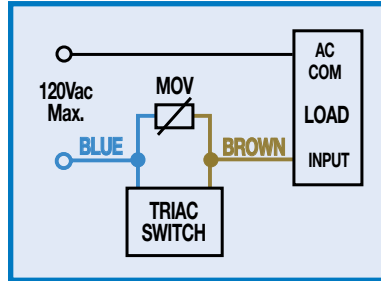 AC
COM
120Vac
Max.
MOV
LOAD
BLUE
BROWN
INPUT
TRIAC
SWITCH